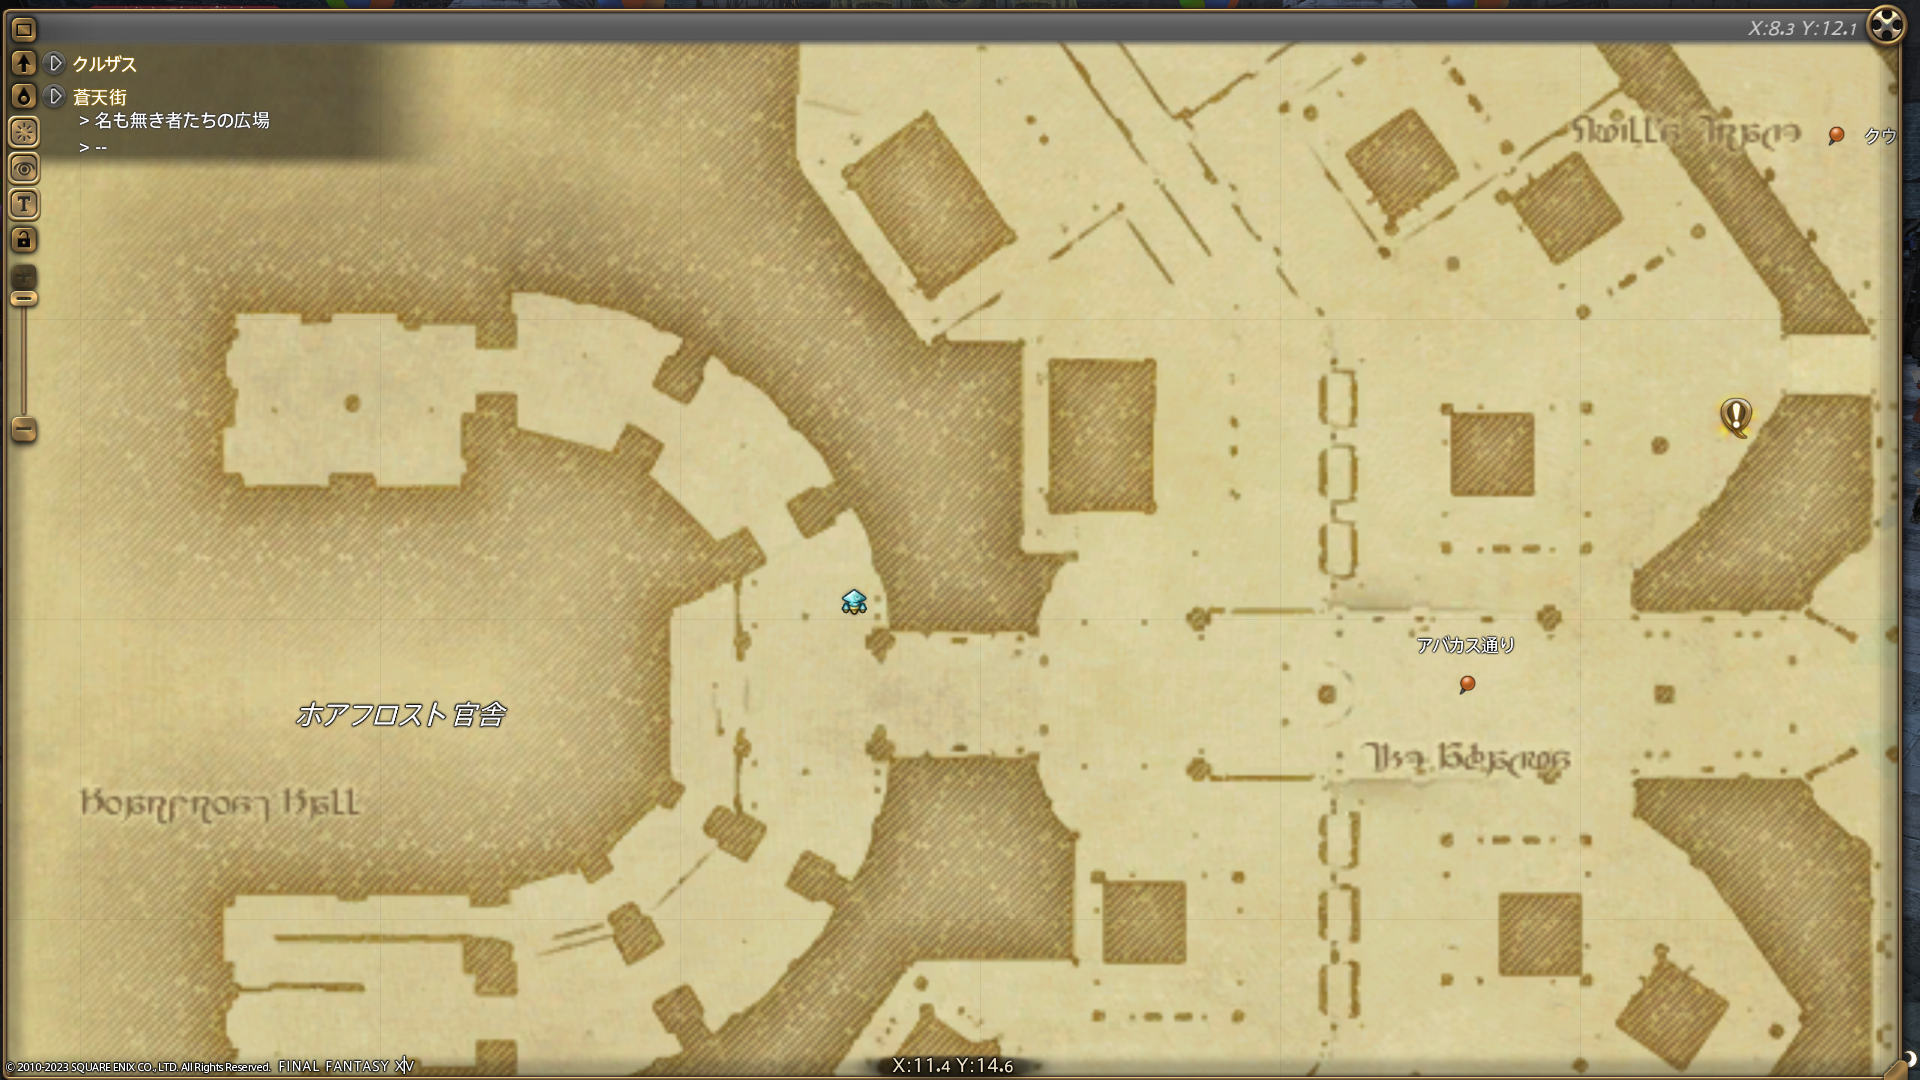 X:8.3 Y:12.1
クルザス
蒼天街
> 名も無き者たちの広場
> --
クウ
アバカス通り
ホアフロスト官舎
T
X:11.4 Y:14.6
© 2010-2023 SQUARE ENIX CO., LTD. All Rights Reserved. FINAL FANTASY XIV